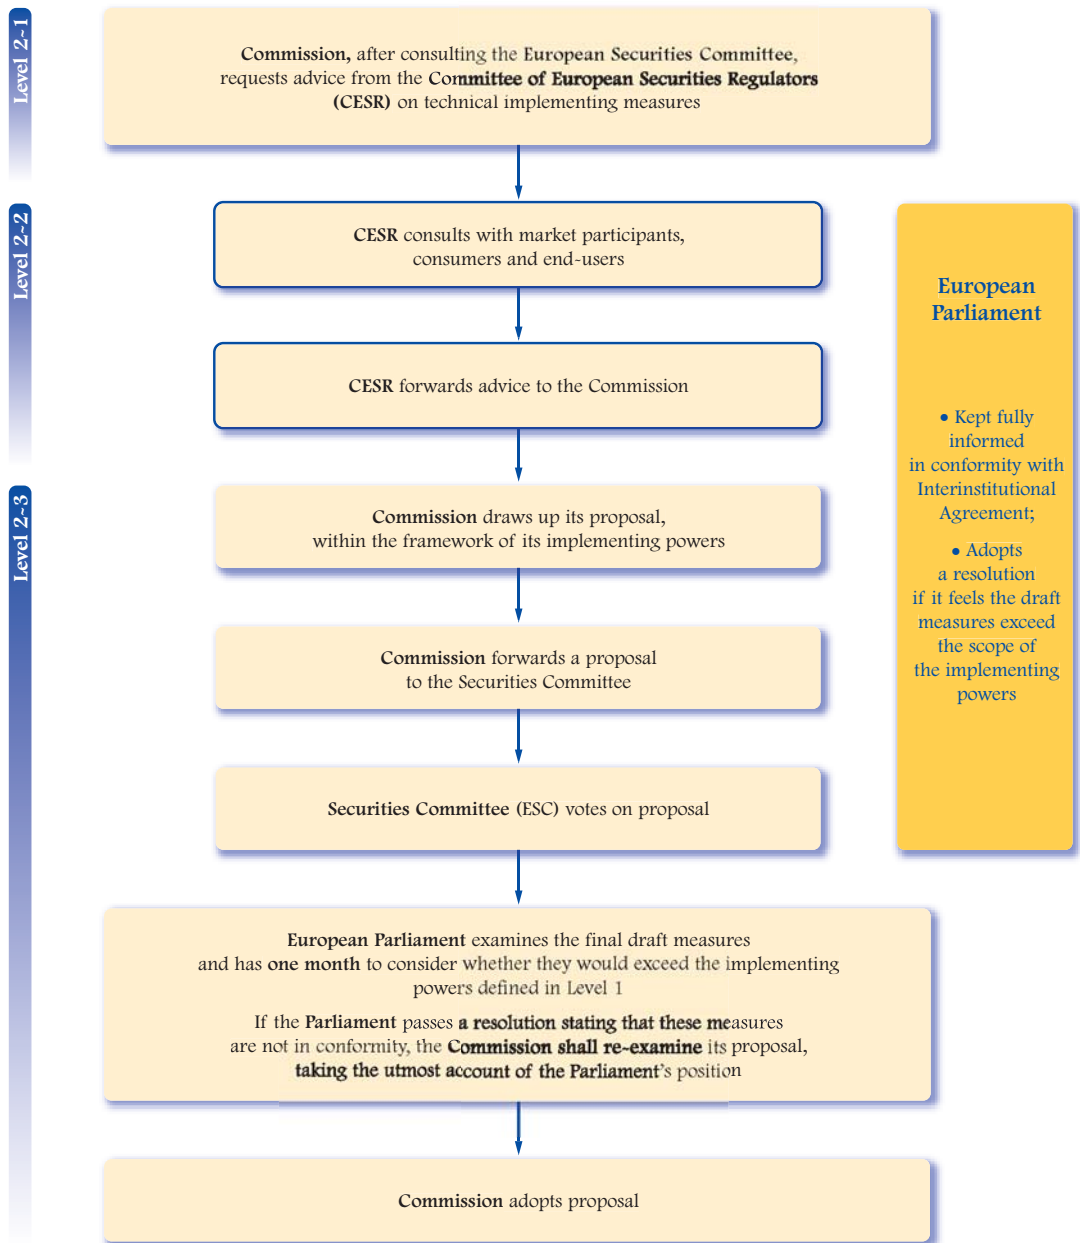 Level 2~1
Commission, after consulting the European Securities Committee,
requests advice from the Committee of European Securities Regulators
(CESR) on technical implementing measures
Level 2~2
CESR consults with market participants,
consumers and end-users
CESR forwards advice to the Commission
European
Parliament
• Kept fully
informed
in conformity with
Interinstitutional
Agreement;
• Adopts
a resolution
if it feels the draft
measures exceed
the scope of
the implementing
powers
Level 2~3
Commission draws up its proposal,
within the framework of its implementing powers
Commission forwards a proposal
to the Securities Committee
Securities Committee (ESC) votes on proposal
European Parliament examines the final draft measures
and has one month to consider whether they would exceed the implementing
powers defined in Level 1
If the Parliament passes a resolution stating that these measures
are not in conformity, the Commission shall re-examine its proposal,
taking the utmost account of the Parliament's position
Commission adopts proposal